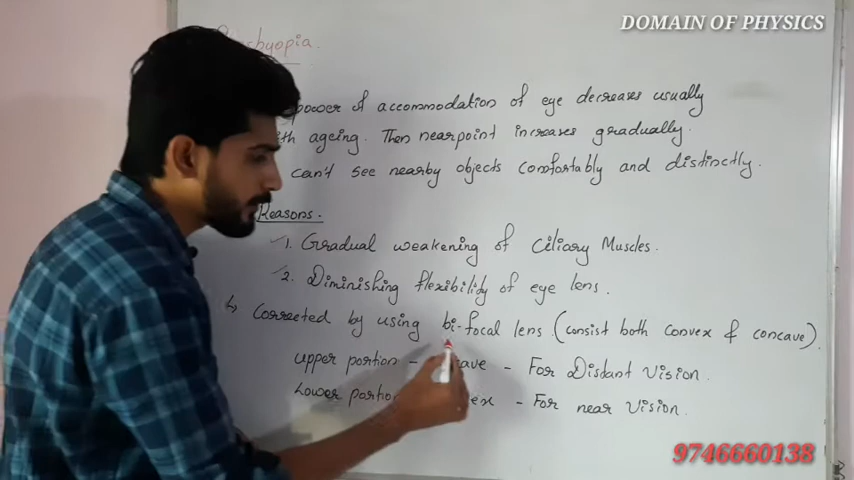 DOMAIN OF PHYSICS
power of accommodation of eye decreases usually
ageing. Then nearpoint increases gradually.
can't see nearby objects comfortably and distinctly.
Reasons.
1. Gradual weakening of ciliary Muscles.
2. Diminishing flexibility of eye lens.
↳ Corrected by using bi-focal lens (consist both convex & concave).
upper portion - - For Distant vision.
Lower - For near vision.
9746660138